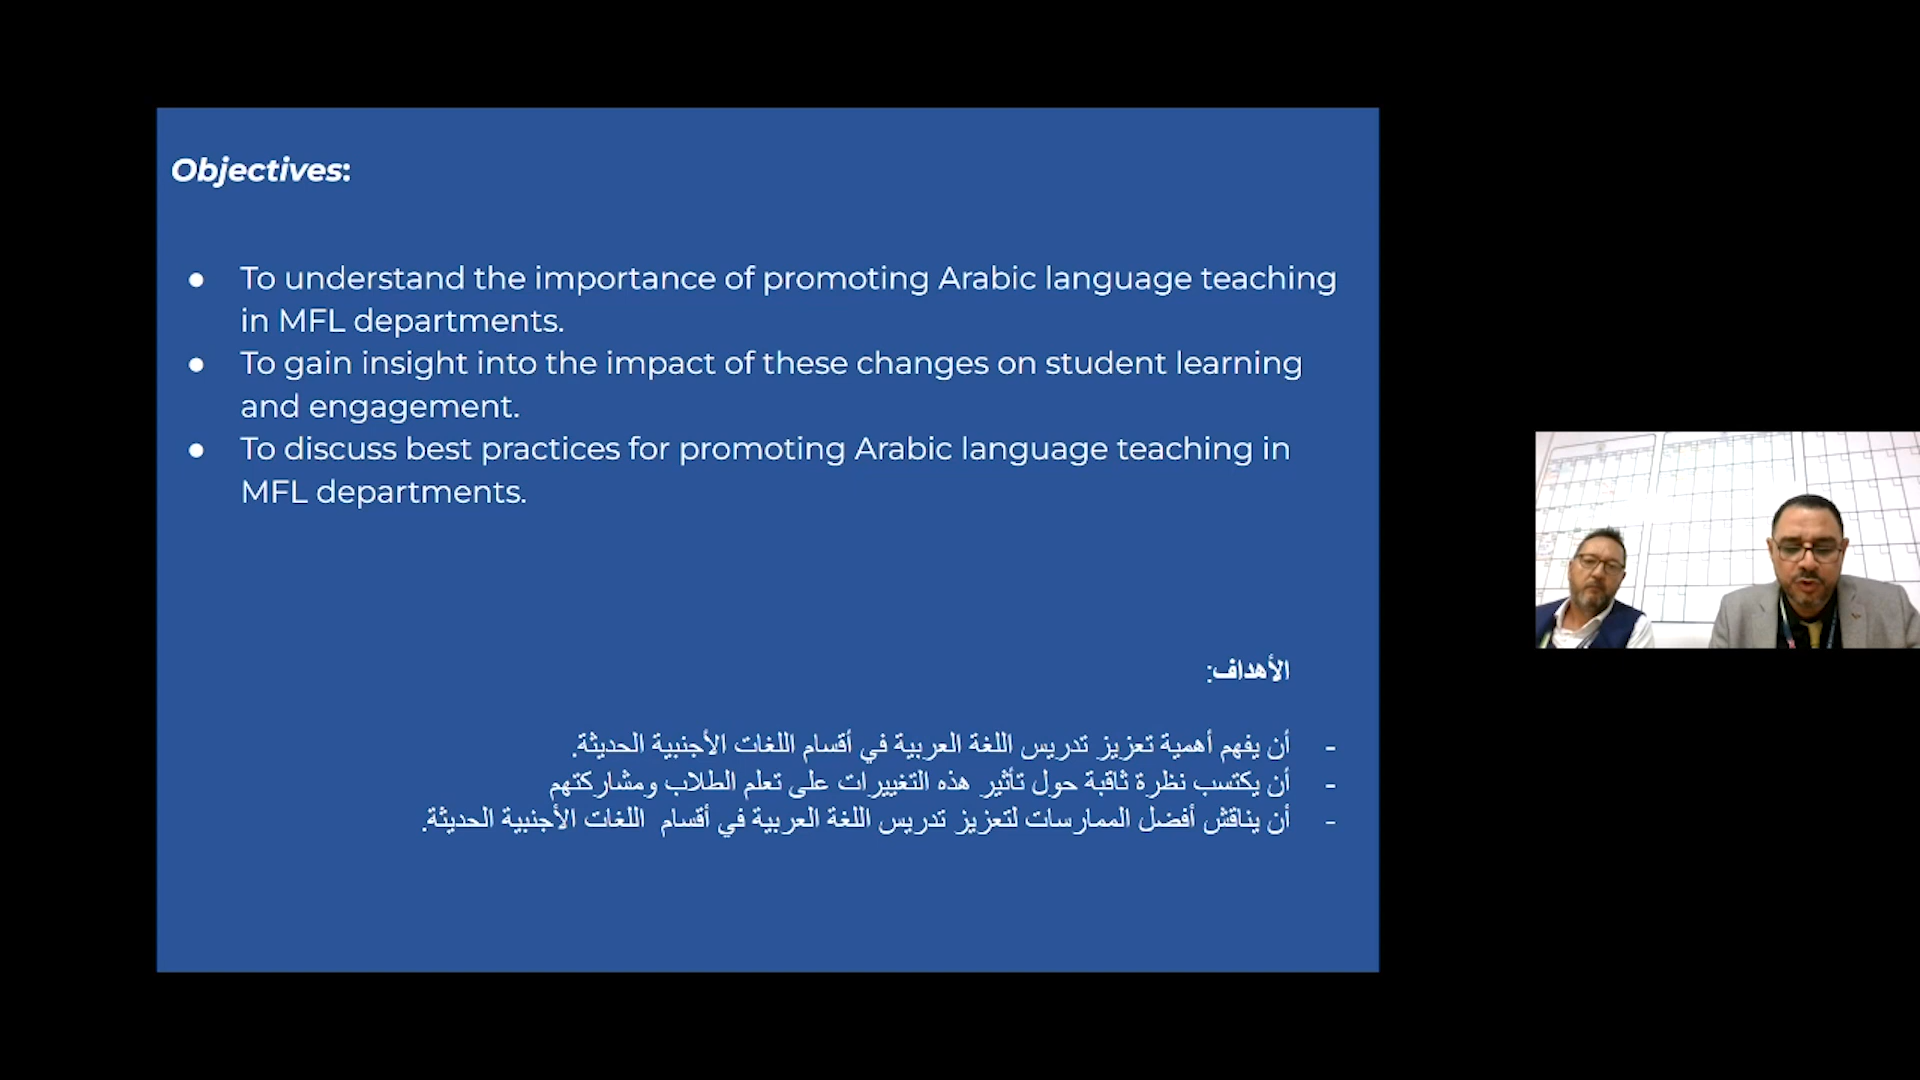 Objectives:
● To understand the importance of promoting Arabic language teaching
in MFL departments.
● To gain insight into the impact of these changes on student learning
and engagement.
● To discuss best practices for promoting Arabic language teaching in
MFL departments.
الأهداف:
- أن يفهم أهمية تعزيز تدريس اللغة العربية في أقسام اللغات الأجنبية الحديثة.
- أن يكتسب نظرة ثاقبة حول تأثير هذه التغييرات على تعلم الطلاب ومشاركتهم
- أن يناقش أفضل الممارسات لتعزيز تدريس اللغة العربية في أقسام اللغات الأجنبية الحديثة.